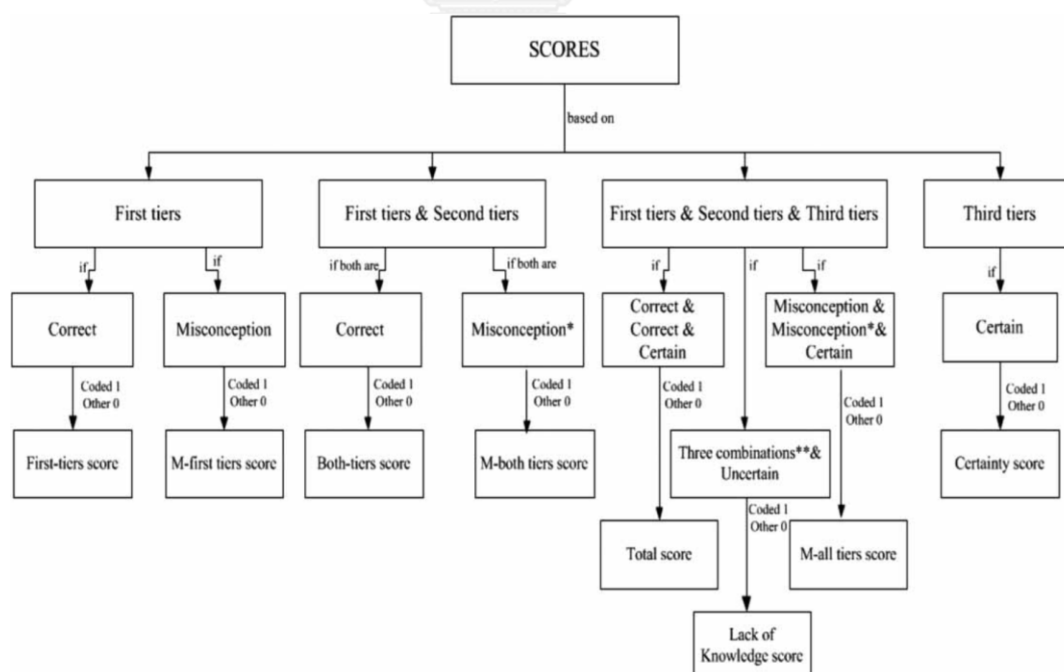 SCORES
based on
First tiers
First tiers & Second tiers
First tiers & Second tiers & Third tiers
Third tiers
if
if
if both are
if both are
if
if
if
if
Correct
Misconception
Correct
Misconception*
Correct &
Correct &
Certain
Misconception &
Misconception*&
Certain
Certain
Coded 1
Other 0
Coded 1
Other 0
Coded 1
Other 0
Coded 1
Other 0
Coded 1
Other 0
Coded 1
Other 0
Coded 1
Other 0
First-tiers score
M-first tiers score
Both-tiers score
M-both tiers score
Three combinations**&
Uncertain
Certainty score
Coded 1
Other 0
Total score
M-all tiers score
Lack of
Knowledge score